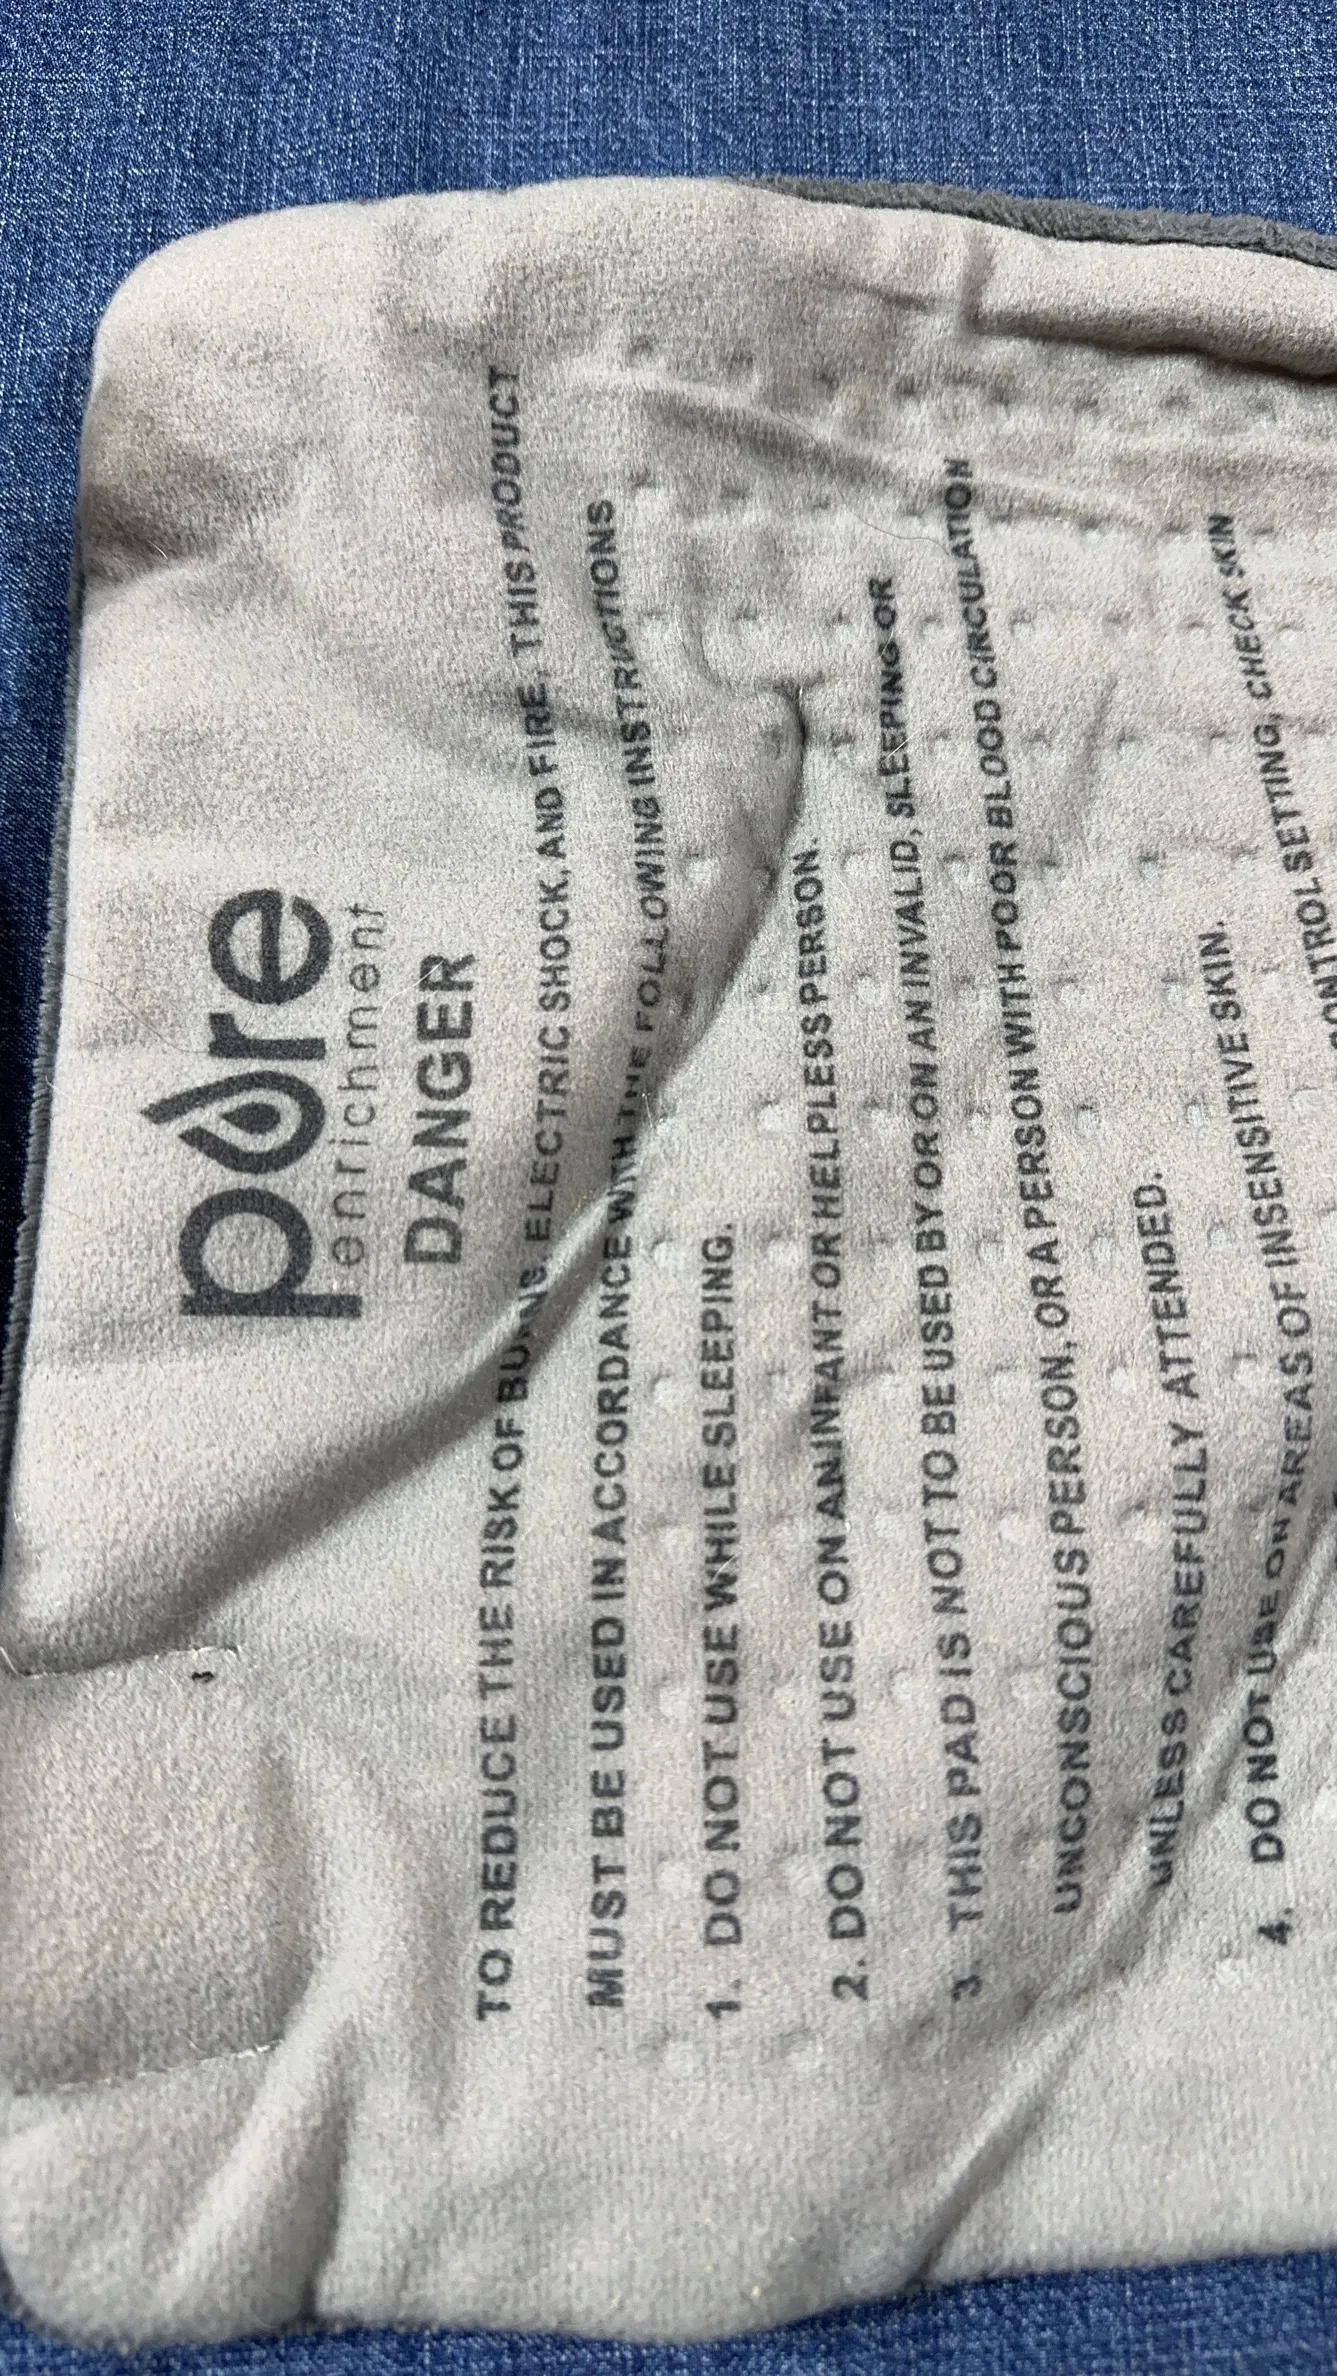 pure
enrichment
DANGER
TO REDUCE THE RISK OF BURNS, ELECTRIC SHOCK, AND FIRE, THIS PRODUCT
MUST BE USED IN ACCORDANCE WITH THE FOLLOWING INSTRUCTIONS
1. DO NOT USE WHILE SLEEPING.
2. DO NOT USE ON AN INFANT OR HELPLESS PERSON.
3 THIS PAD IS NOT TO BE USED BY OR ON AN INVALID, SLEEPING OR
UNCONSCIOUS PERSON, OR A PERSON WITH POOR BLOOD CIRCULATION
UNLESS CAREFULLY ATTENDED.
4. DO NOT USE ON AREAS OF INSENSITIVE SKIN.
CONTROL SETTING, CHECK SKIN